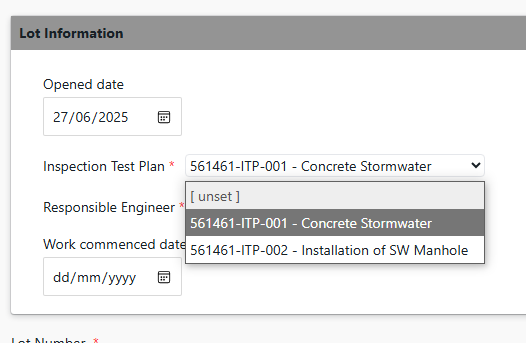 Lot Information
Opened date
27/06/2025
Inspection Test Plan * 561461-ITP-001 - Concrete Stormwater
[ unset ]
Responsible Engineer * 561461-ITP-001 - Concrete Stormwater
Work commenced date 561461-ITP-002 - Installation of SW Manhole
dd/mm/yyyy
Lot Number *